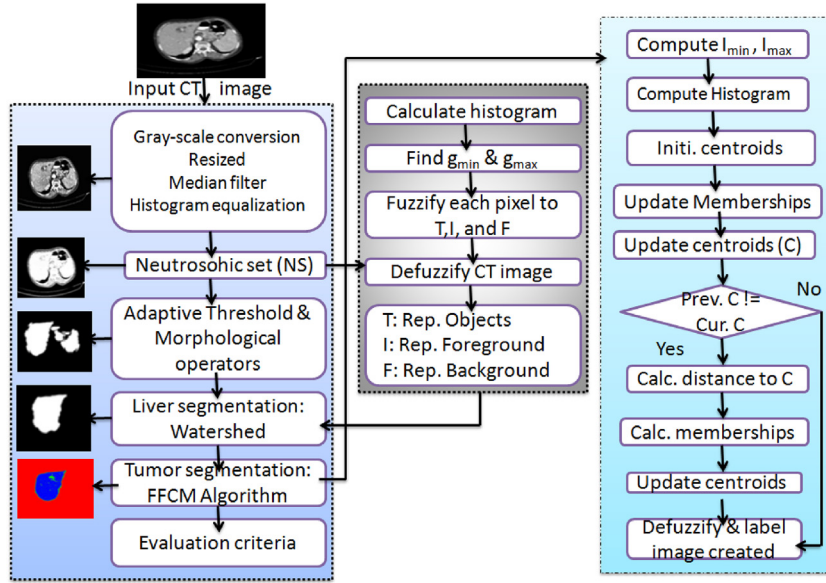 Input CT image
Gray-scale conversion
Resized
Median filter
Histogram equalization
Neutrosohic set (NS)
Adaptive Threshold &
Morphological
operators
Liver segmentation:
Watershed
Tumor segmentation:
FFCM Algorithm
Evaluation criteria
Calculate histogram
Find gmin & gmax
Fuzzify each pixel to
T,I, and F
Defuzzify CT image
T: Rep. Objects
I: Rep. Foreground
F: Rep. Background
Compute Imin , Imax
Compute Histogram
Initi. centroids
Update Memberships
Update centroids (C)
Prev. C !=
Cur. C
No
Yes
Calc. distance to C
Calc. memberships
Update centroids
Defuzzify & label
image created